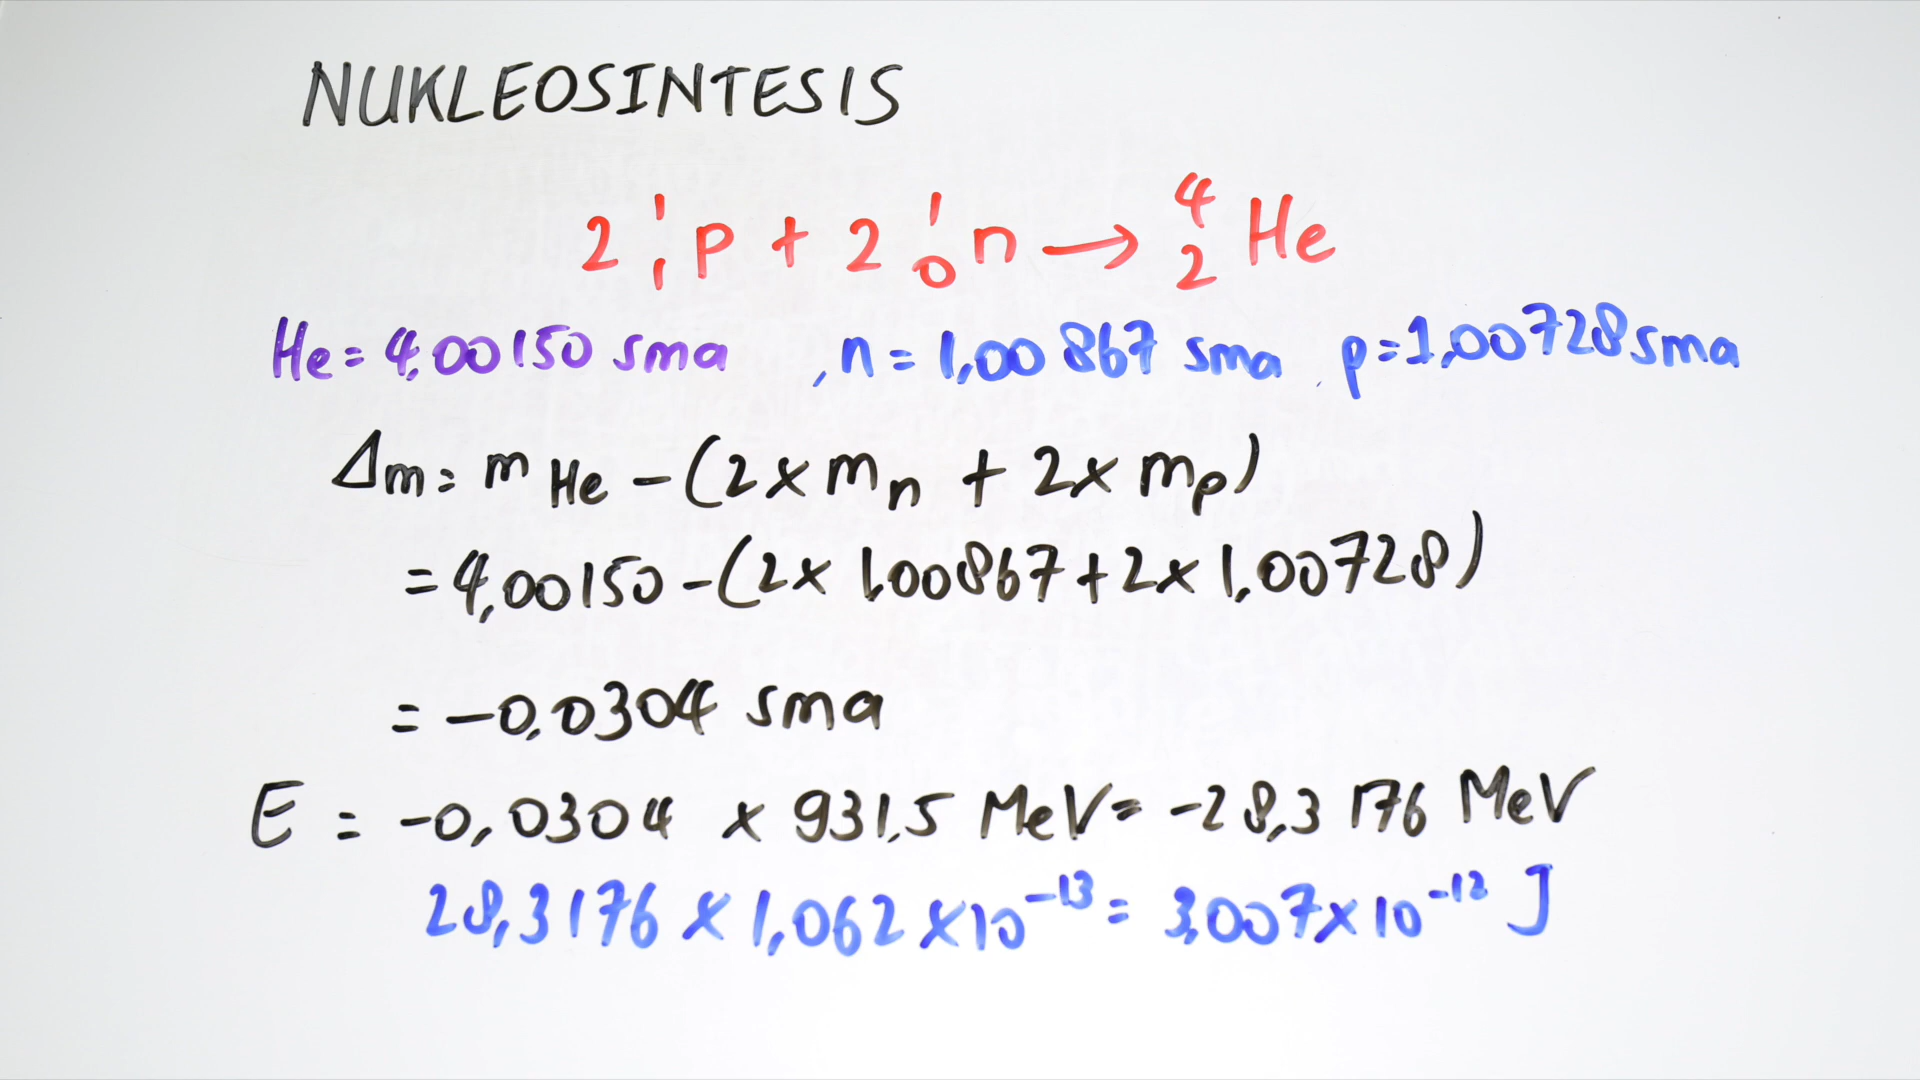 NUKLEOSINTESIS
2 ¹₁p + 2 ¹₀n → ⁴₂He
He = 4,00150 sma , n = 1,00867 sma , p = 1,00728 sma
Δm = m He - (2 x mn + 2 x mp)
= 4,00150 - (2 x 1,00867 + 2 x 1,00728)
= -0,0304 sma
E = -0,0304 x 931,5 MeV = -28,3176 MeV
28,3176 x 1,062 x 10⁻¹³ = 3,007 x 10⁻¹² J